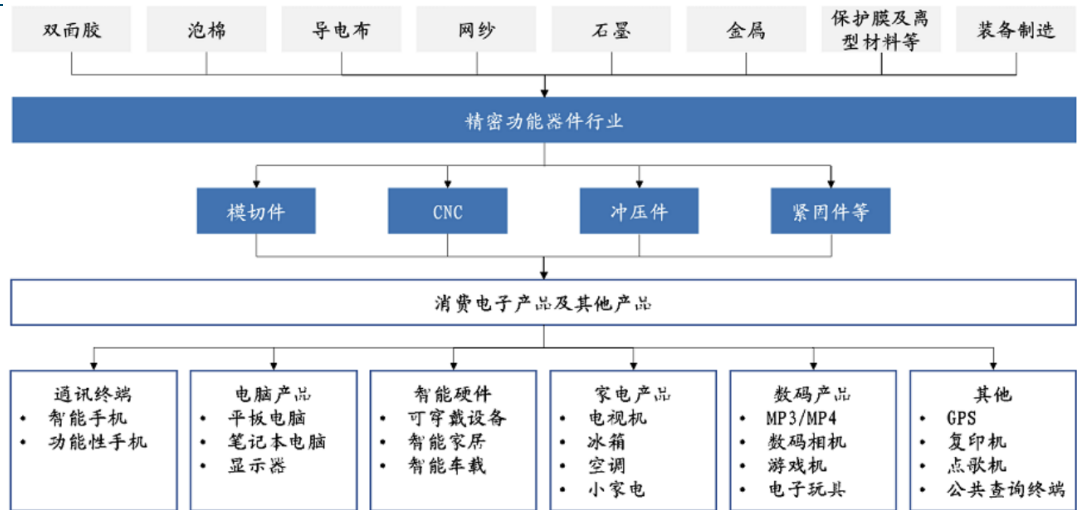 双面胶
泡棉
导电布
网纱
石墨
金属
保护膜及离
型材料等
装备制造
精密功能器件行业
模切件
CNC
冲压件
紧固件等
消费电子产品及其他产品
通讯终端
• 智能手机
• 功能性手机
电脑产品
• 平板电脑
• 笔记本电脑
• 显示器
智能硬件
• 可穿戴设备
• 智能家居
• 智能车载
家电产品
• 电视机
• 冰箱
• 空调
• 小家电
数码产品
• MP3/MP4
• 数码相机
• 游戏机
• 电子玩具
其他
• GPS
• 复印机
• 点歌机
• 公共查询终端